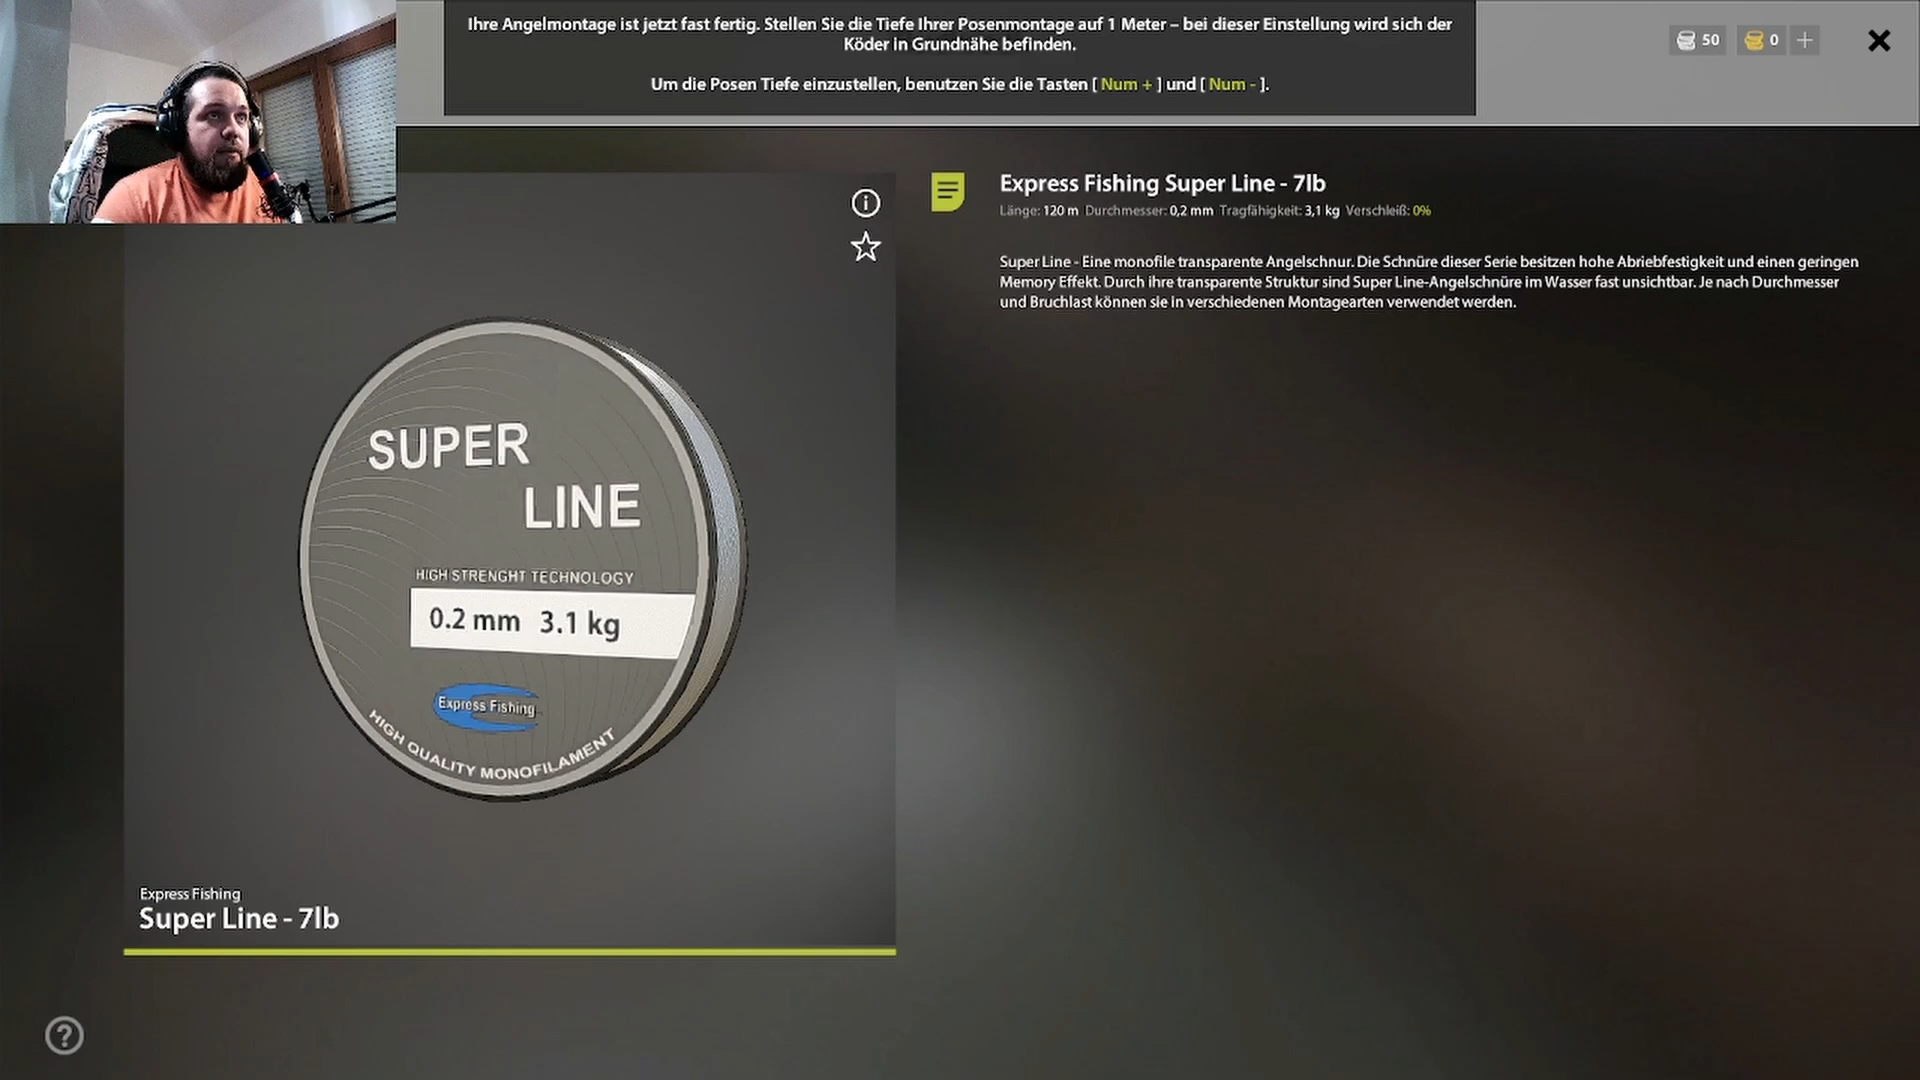 Ihre Angelmontage ist jetzt fast fertig. Stellen Sie die Tiefe Ihrer Posenmontage auf 1 Meter – bei dieser Einstellung wird sich der
Köder in Grundnähe befinden.
Um die Posen Tiefe einzustellen, benutzen Sie die Tasten [ Num + ] und [ Num - ].
50
0
Express Fishing Super Line - 7lb
Länge: 120 m Durchmesser: 0,2 mm Tragfähigkeit: 3,1 kg Verschleiß: 0%
Super Line - Eine monofile transparente Angelschnur. Die Schnüre dieser Serie besitzen hohe Abriebfestigkeit und einen geringen
Memory Effekt. Durch ihre transparente Struktur sind Super Line-Angelschnüre im Wasser fast unsichtbar. Je nach Durchmesser
und Bruchlast können sie in verschiedenen Montagearten verwendet werden.
SUPER
LINE
HIGH STRENGHT TECHNOLOGY
0.2 mm 3.1 kg
Express Fishing
HIGH QUALITY MONOFILAMENT
Express Fishing
Super Line - 7lb